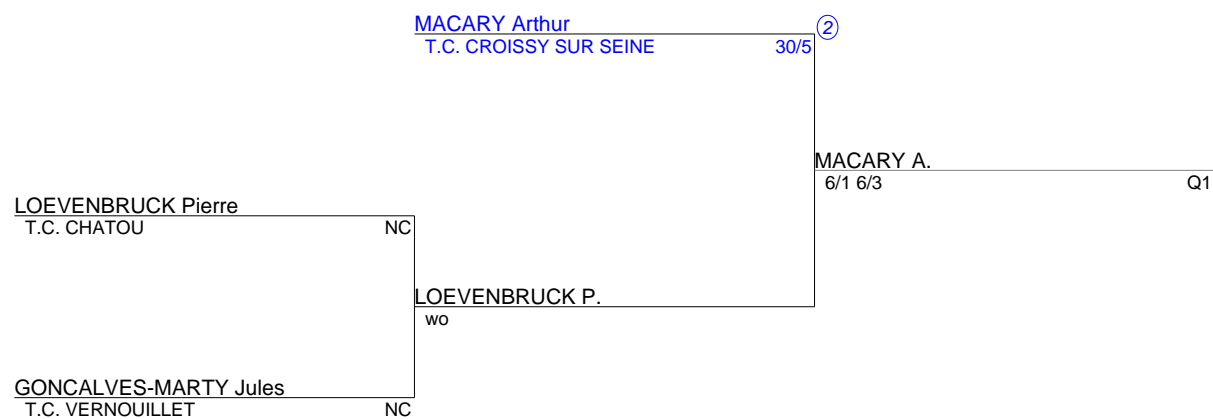 MACARY Arthur ②
T.C. CROISSY SUR SEINE 30/5
MACARY A.
6/1 6/3 Q1
LOEVENBRUCK Pierre
T.C. CHATOU NC
LOEVENBRUCK P.
wo
GONCALVES-MARTY Jules
T.C. VERNOUILLET NC